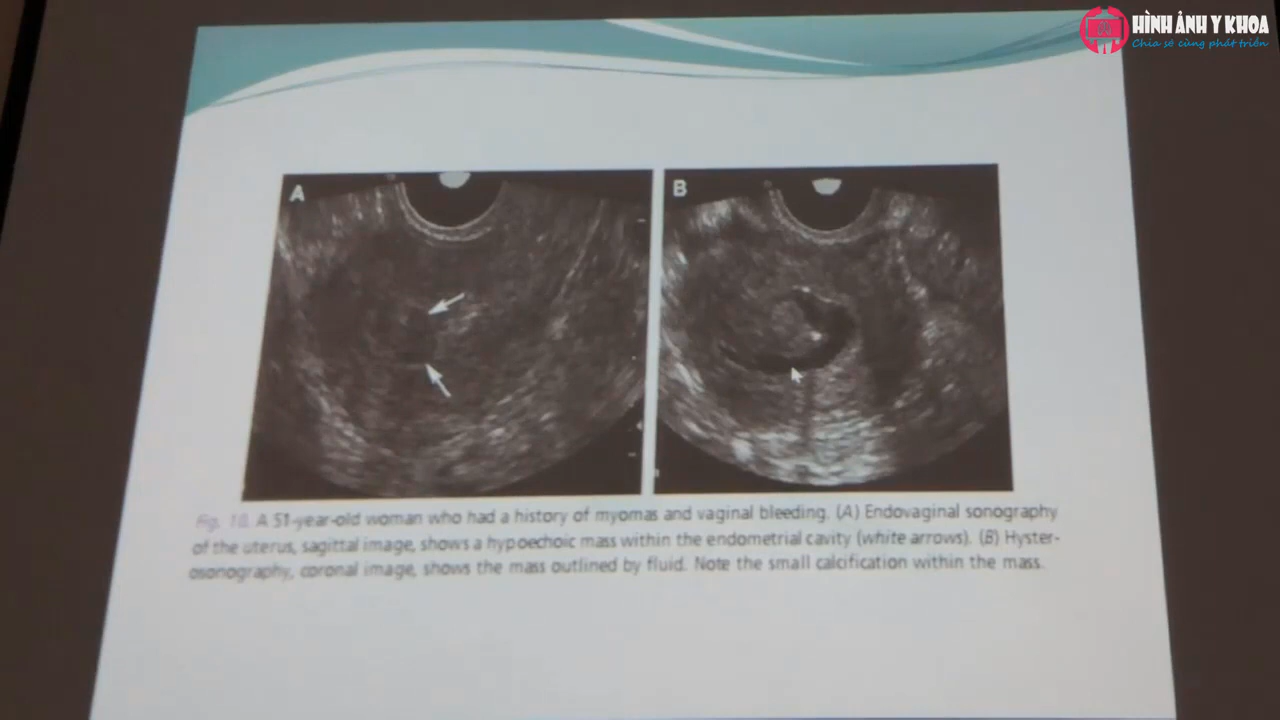 HÌNH ẢNH Y KHOA
Chia sẻ cùng phát triển
A
B
Fig. 10. A 51-year-old woman who had a history of myomas and vaginal bleeding. (A) Endovaginal sonography
of the uterus, sagittal image, shows a hypoechoic mass within the endometrial cavity (white arrows). (B) Hyster-
osonography, coronal image, shows the mass outlined by fluid. Note the small calcification within the mass.